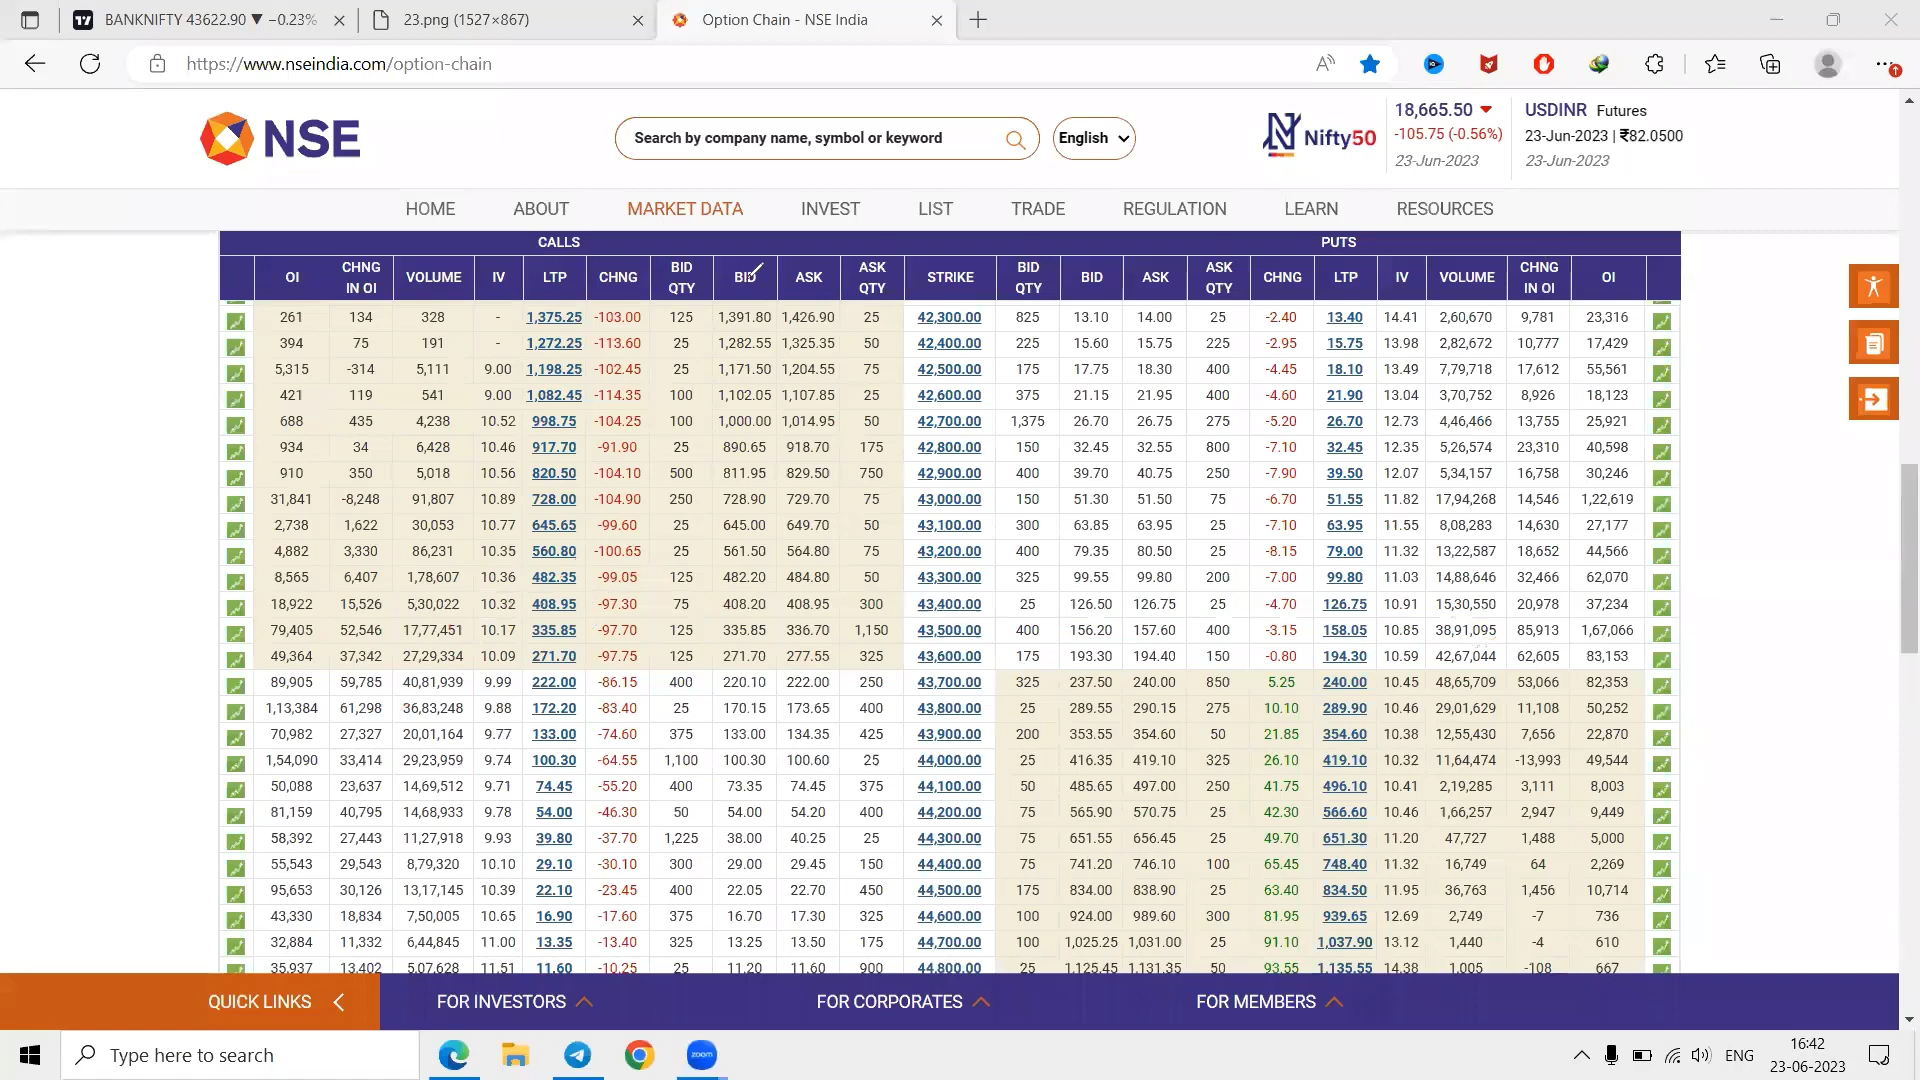 BANKNIFTY 43622.90 ▼ −0.23%
23.png (1527×867)
Option Chain - NSE India
https://www.nseindia.com/option-chain
NSE
Search by company name, symbol or keyword
English
Nifty50
18,665.50
-105.75 (-0.56%)
23-Jun-2023
USDINR Futures
23-Jun-2023 | ₹82.0500
23-Jun-2023
HOME ABOUT MARKET DATA INVEST LIST TRADE REGULATION LEARN RESOURCES
CALLS PUTS
OI CHNG IN OI VOLUME IV LTP CHNG BID QTY BID ASK ASK QTY STRIKE BID QTY BID ASK ASK QTY CHNG LTP IV VOLUME CHNG IN OI OI
261 134 328 - 1,375.25 -103.00 125 1,391.80 1,426.90 25 42,300.00 825 13.10 14.00 25 -2.40 13.40 14.41 2,60,670 9,781 23,316
394 75 191 - 1,272.25 -113.60 25 1,282.55 1,325.35 50 42,400.00 225 15.60 15.75 225 -2.95 15.75 13.98 2,82,672 10,777 17,429
5,315 -314 5,111 9.00 1,198.25 -102.45 25 1,171.50 1,204.55 75 42,500.00 175 17.75 18.30 400 -4.45 18.10 13.49 7,79,718 17,612 55,561
421 119 541 9.00 1,082.45 -114.35 100 1,102.05 1,107.85 25 42,600.00 375 21.15 21.95 400 -4.60 21.90 13.04 3,70,752 8,926 18,123
688 435 4,238 10.52 998.75 -104.25 100 1,000.00 1,014.95 50 42,700.00 1,375 26.70 26.75 275 -5.20 26.70 12.73 4,46,466 13,755 25,921
934 34 6,428 10.46 917.70 -91.90 25 890.65 918.70 175 42,800.00 150 32.45 32.55 800 -7.10 32.45 12.35 5,26,574 23,310 40,598
910 350 5,018 10.56 820.50 -104.10 500 811.95 829.50 750 42,900.00 400 39.70 40.75 250 -7.90 39.50 12.07 5,34,157 16,758 30,246
31,841 -8,248 91,807 10.89 728.00 -104.90 250 728.90 729.70 75 43,000.00 150 51.30 51.50 75 -6.70 51.55 11.82 17,94,268 14,546 1,22,619
2,738 1,622 30,053 10.77 645.65 -99.60 25 645.00 649.70 50 43,100.00 300 63.85 63.95 25 -7.10 63.95 11.55 8,08,283 14,630 27,177
4,882 3,330 86,231 10.35 560.80 -100.65 25 561.50 564.80 75 43,200.00 400 79.35 80.50 25 -8.15 79.00 11.32 13,22,587 18,652 44,566
8,565 6,407 1,78,607 10.36 482.35 -99.05 125 482.20 484.80 50 43,300.00 325 99.55 99.80 200 -7.00 99.80 11.03 14,88,646 32,466 62,070
18,922 15,526 5,30,022 10.32 408.95 -97.30 75 408.20 408.95 300 43,400.00 25 126.50 126.75 25 -4.70 126.75 10.91 15,30,550 20,978 37,234
79,405 52,546 17,77,451 10.17 335.85 -97.70 125 335.85 336.70 1,150 43,500.00 400 156.20 157.60 400 -3.15 158.05 10.85 38,91,095 85,913 1,67,066
49,364 37,342 27,29,334 10.09 271.70 -97.75 125 271.70 277.55 325 43,600.00 175 193.30 194.40 150 -0.80 194.30 10.59 42,67,044 62,605 83,153
89,905 59,785 40,81,939 9.99 222.00 -86.15 400 220.10 222.00 250 43,700.00 325 237.50 240.00 850 5.25 240.00 10.45 48,65,709 53,066 82,353
1,13,384 61,298 36,83,248 9.88 172.20 -83.40 25 170.15 173.65 400 43,800.00 25 289.55 290.15 275 10.10 289.90 10.46 29,01,629 11,108 50,252
70,982 27,327 20,01,164 9.77 133.00 -74.60 375 133.00 134.35 425 43,900.00 200 353.55 354.60 50 21.85 354.60 10.38 12,55,430 7,656 22,870
1,54,090 33,414 29,23,959 9.74 100.30 -64.55 1,100 100.30 100.60 25 44,000.00 25 416.35 419.10 325 26.10 419.10 10.32 11,64,474 -13,993 49,544
50,088 23,637 14,69,512 9.71 74.45 -55.20 400 73.35 74.45 375 44,100.00 50 485.65 497.00 250 41.75 496.10 10.41 2,19,285 3,111 8,003
81,159 40,795 14,68,933 9.78 54.00 -46.30 50 54.00 54.20 400 44,200.00 75 565.90 570.75 25 42.30 566.60 10.46 1,66,257 2,947 9,449
58,392 27,443 11,27,918 9.93 39.80 -37.70 1,225 38.00 40.25 25 44,300.00 75 651.55 656.45 25 49.70 651.30 11.20 47,727 1,488 5,000
55,543 29,543 8,79,320 10.10 29.10 -30.10 300 29.00 29.45 150 44,400.00 75 741.20 746.10 100 65.45 748.40 11.32 16,749 64 2,269
95,653 30,126 13,17,145 10.39 22.10 -23.45 400 22.05 22.70 450 44,500.00 175 834.00 838.90 25 63.40 834.50 11.95 36,763 1,456 10,714
43,330 18,834 7,50,005 10.65 16.90 -17.60 375 16.70 17.30 325 44,600.00 100 924.00 989.60 300 81.95 939.65 12.69 2,749 -7 736
32,884 11,332 6,44,845 11.00 13.35 -13.40 325 13.25 13.50 175 44,700.00 100 1,025.25 1,031.00 25 91.10 1,037.90 13.12 1,440 -4 610
35,937 13,402 5,07,628 11.51 11.60 -10.25 25 11.20 11.60 900 44,800.00 25 1,125.45 1,131.35 50 93.55 1,135.55 14.38 1,005 -108 667
QUICK LINKS FOR INVESTORS FOR CORPORATES FOR MEMBERS
Type here to search
zoom
ENG
16:42
23-06-2023